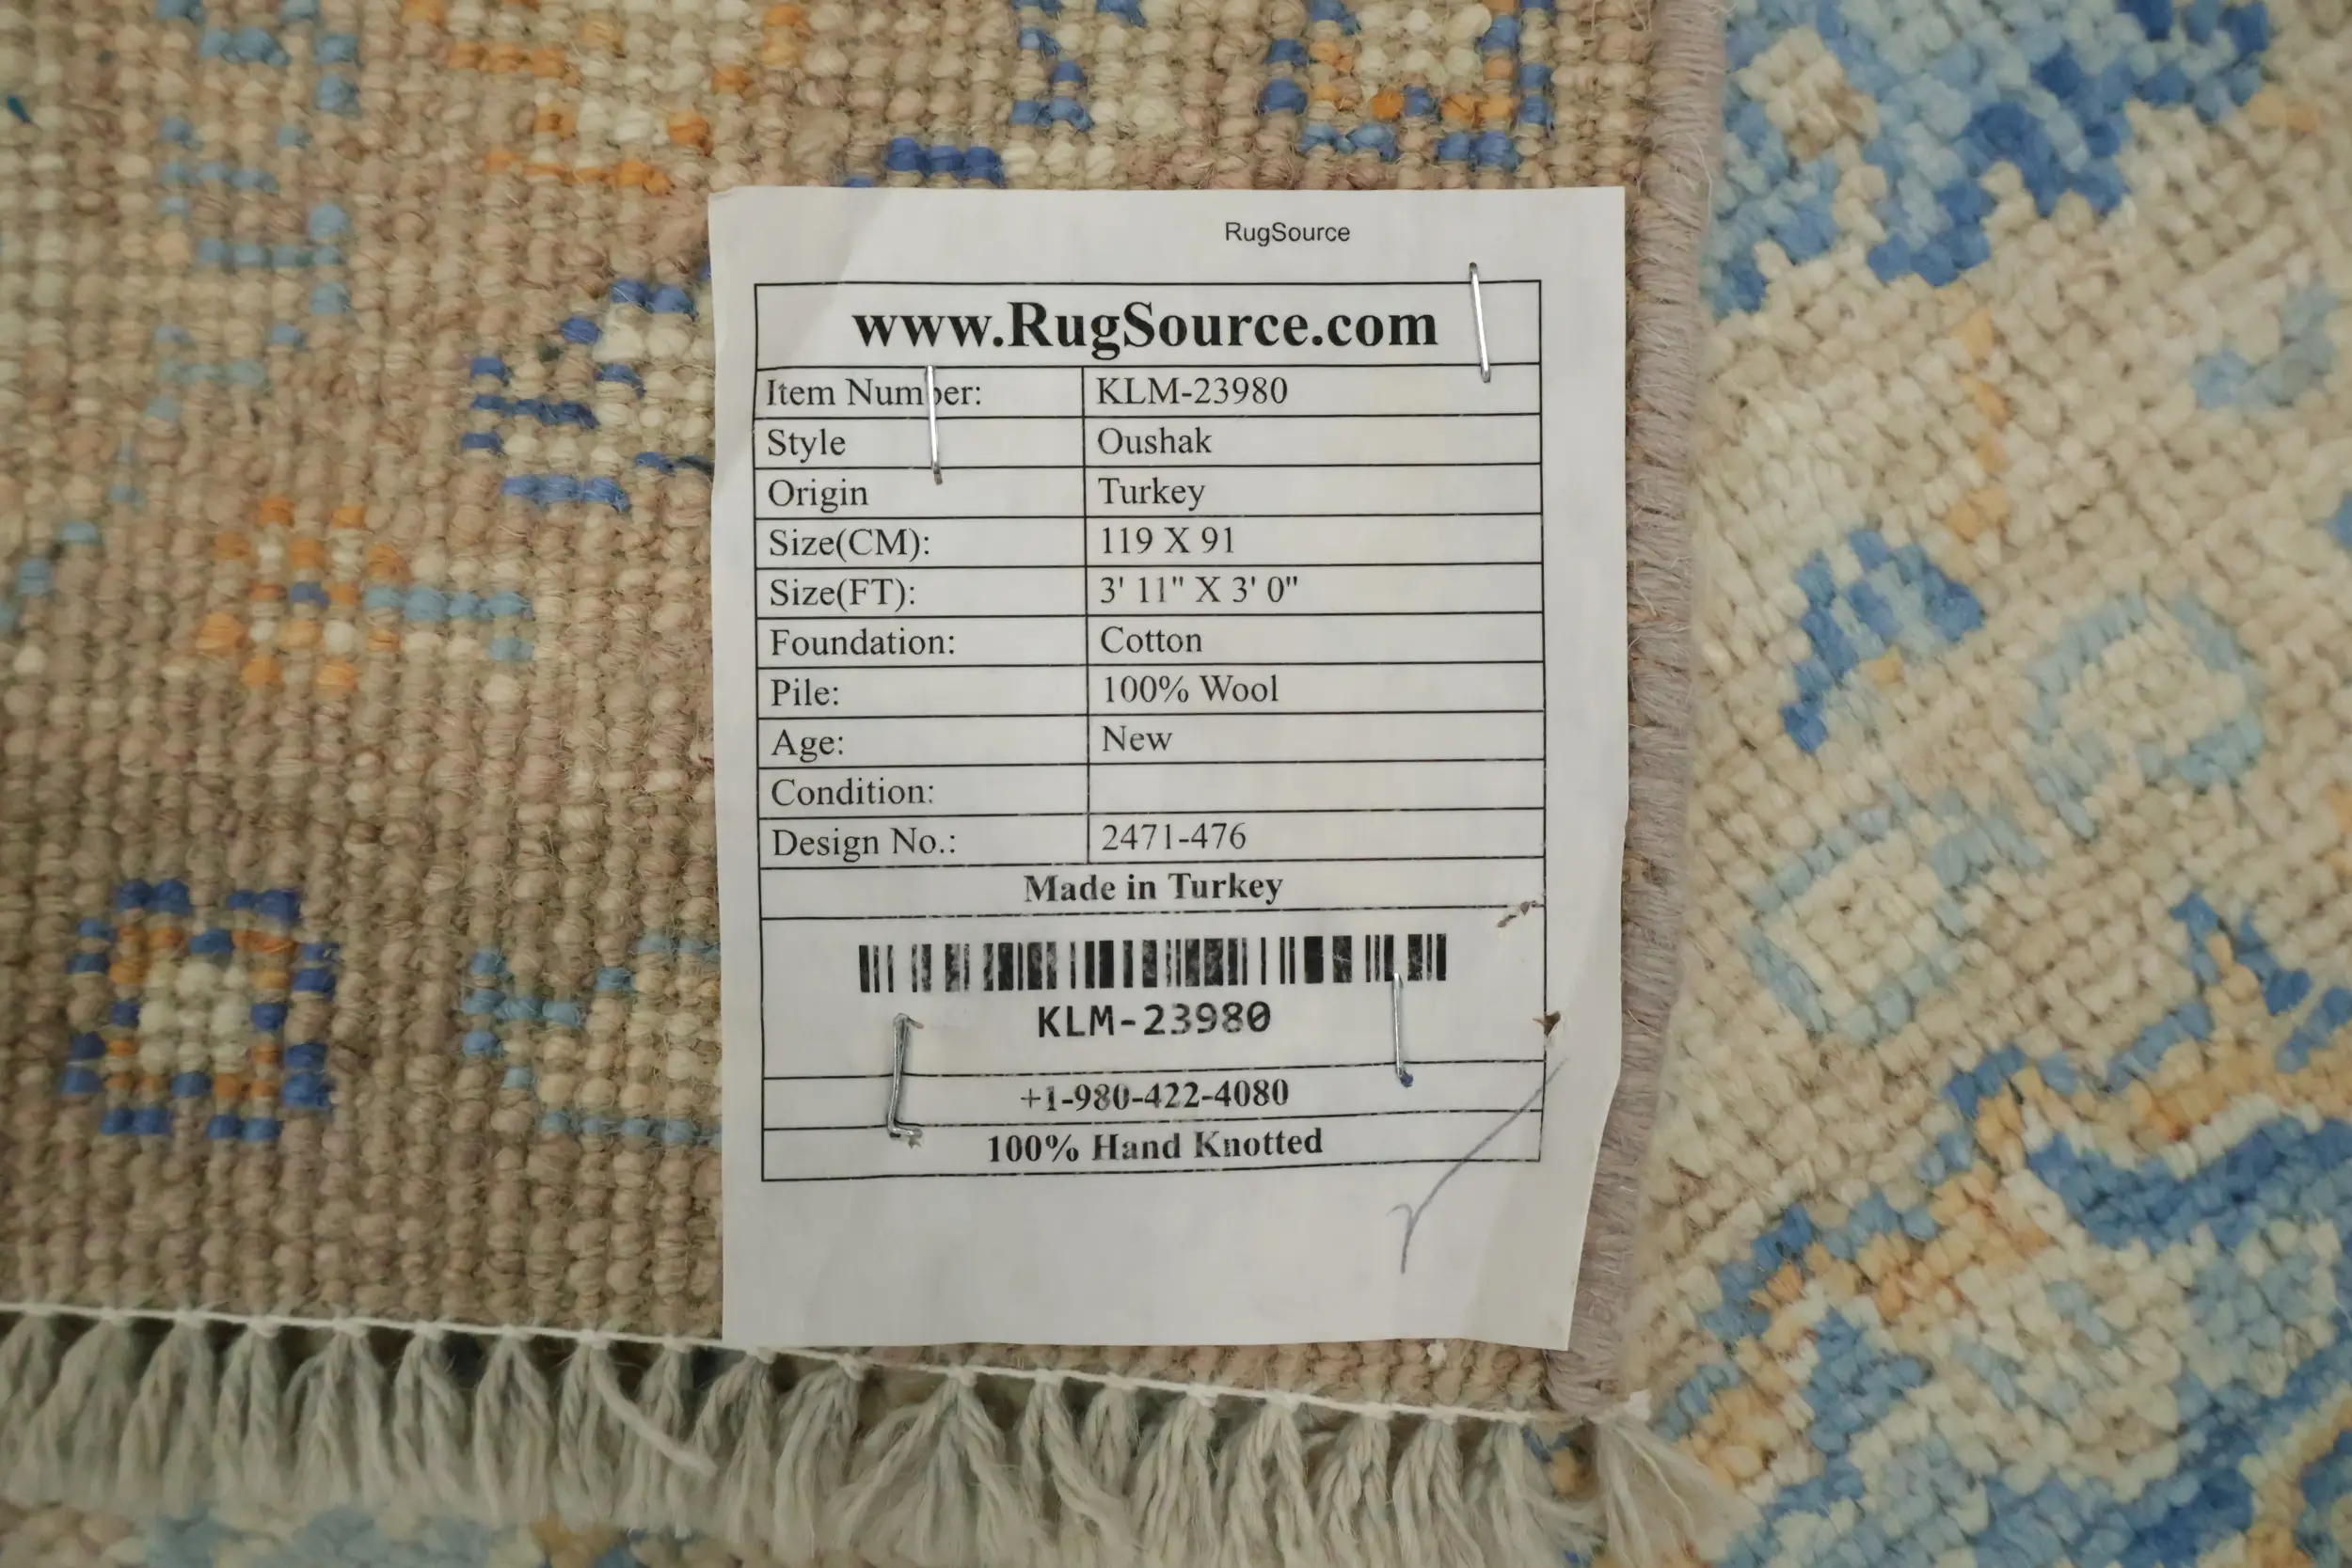 RugSource
www.RugSource.com
Item Number: KLM-23980
Style Oushak
Origin Turkey
Size(CM): 119 X 91
Size(FT): 3' 11" X 3' 0"
Foundation: Cotton
Pile: 100% Wool
Age: New
Condition:
Design No.: 2471-476
Made in Turkey
KLM-23980
+1-980-422-4080
100% Hand Knotted